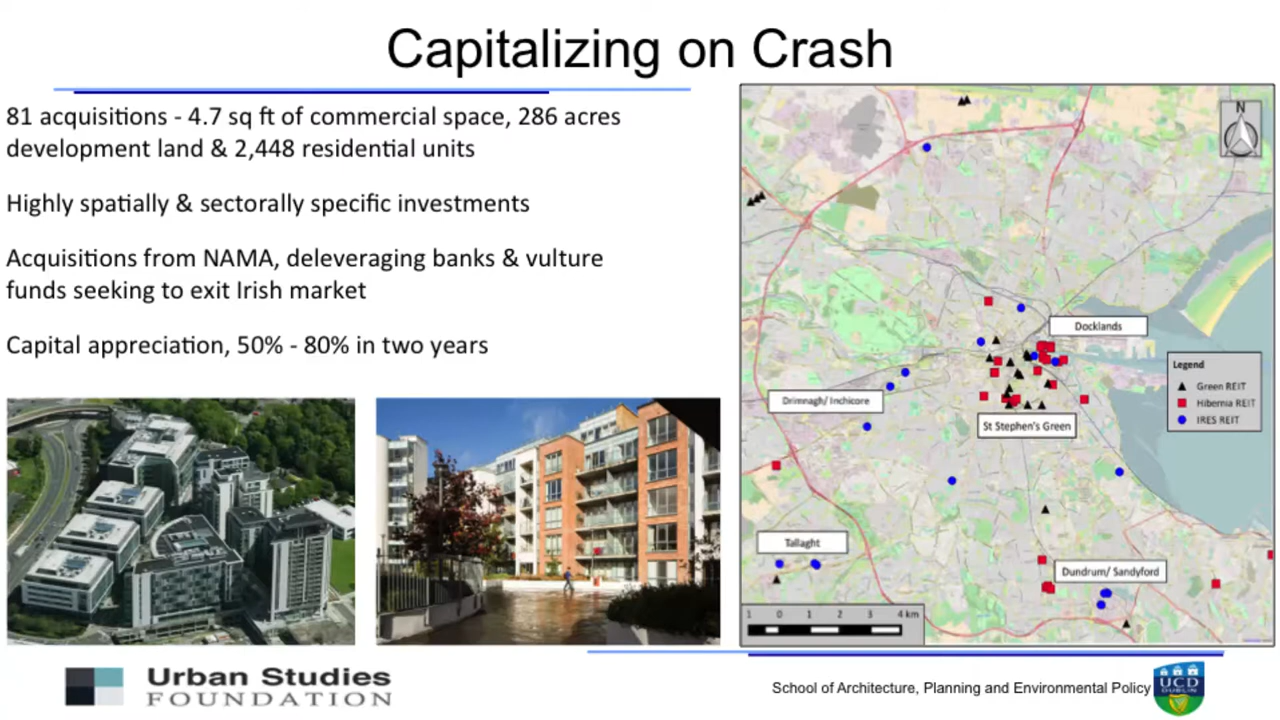 Capitalizing on Crash
81 acquisitions - 4.7 sq ft of commercial space, 286 acres
development land & 2,448 residential units
Highly spatially & sectorally specific investments
Acquisitions from NAMA, deleveraging banks & vulture
funds seeking to exit Irish market
Capital appreciation, 50% - 80% in two years
N
Docklands
Legend
Green REIT
Hibernia REIT
IRES REIT
Drimnagh/ Inchicore
St Stephen's Green
Tallaght
Dundrum/ Sandyford
1 0 1 2 3 4 km
Urban Studies
FOUNDATION
School of Architecture, Planning and Environmental Policy
UCD
DUBLIN